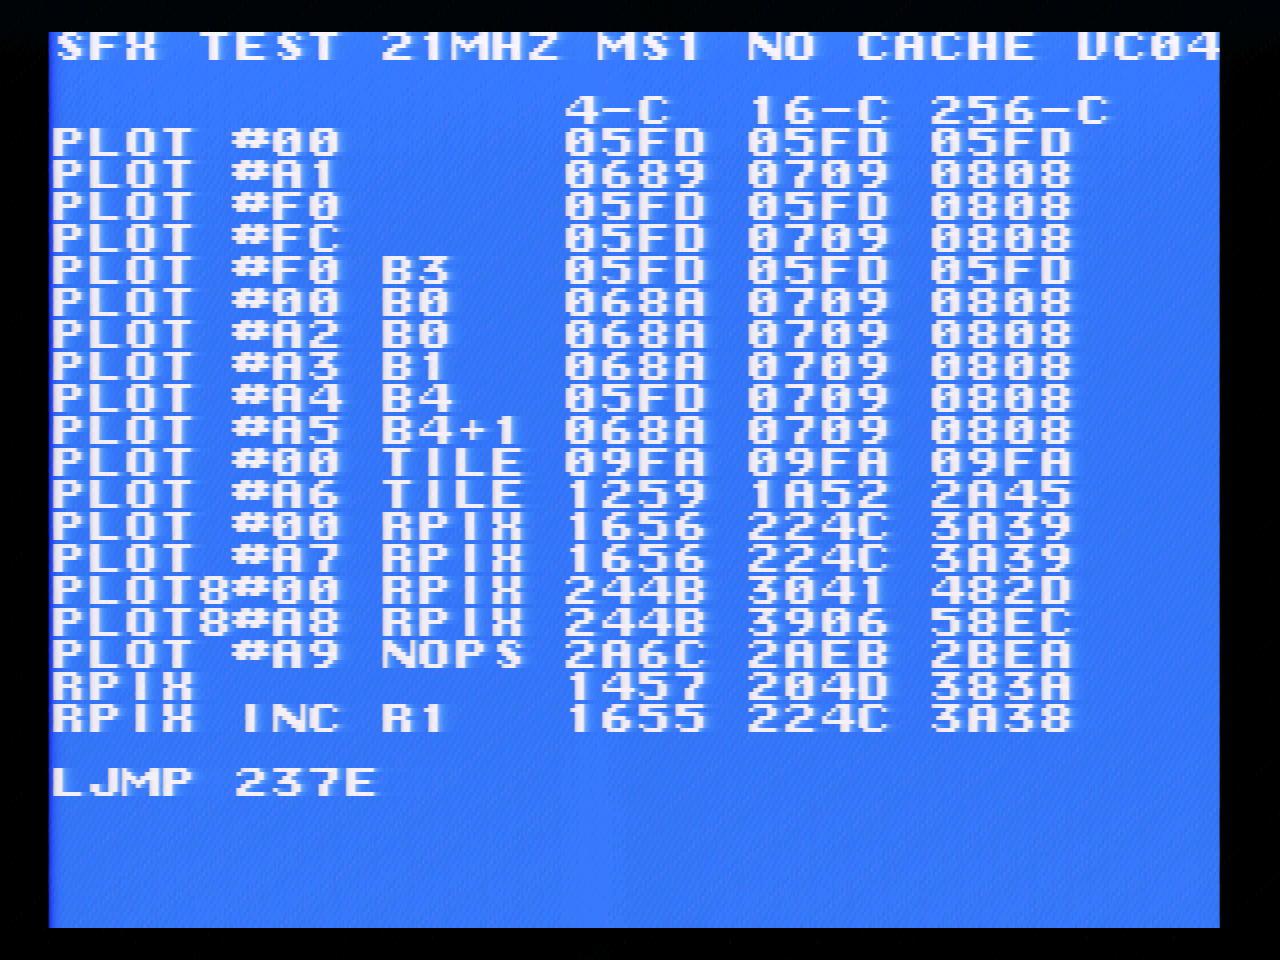 SFX TEST 21MHZ MS1 NO CACHE VC04
4-C 16-C 256-C
PLOT #00 05FD 05FD 05FD
PLOT #A1 0689 0709 0808
PLOT #F0 05FD 05FD 0808
PLOT #FC 05FD 0709 0808
PLOT #F0 B3 05FD 05FD 05FD
PLOT #00 B0 068A 0709 0808
PLOT #A2 B0 068A 0709 0808
PLOT #A3 B1 068A 0709 0808
PLOT #A4 B4 05FD 0709 0808
PLOT #A5 B4+1 068A 0709 0808
PLOT #00 TILE 09FA 09FA 09FA
PLOT #A6 TILE 1259 1A52 2A45
PLOT #00 RPIX 1656 224C 3A39
PLOT #A7 RPIX 1656 224C 3A39
PLOT8#00 RPIX 244B 3041 482D
PLOT8#A8 RPIX 244B 3906 58EC
PLOT #A9 NOPS 2A6C 2AEB 2BEA
RPIX 1457 204D 383A
RPIX INC R1 1655 224C 3A38
LJMP 237E